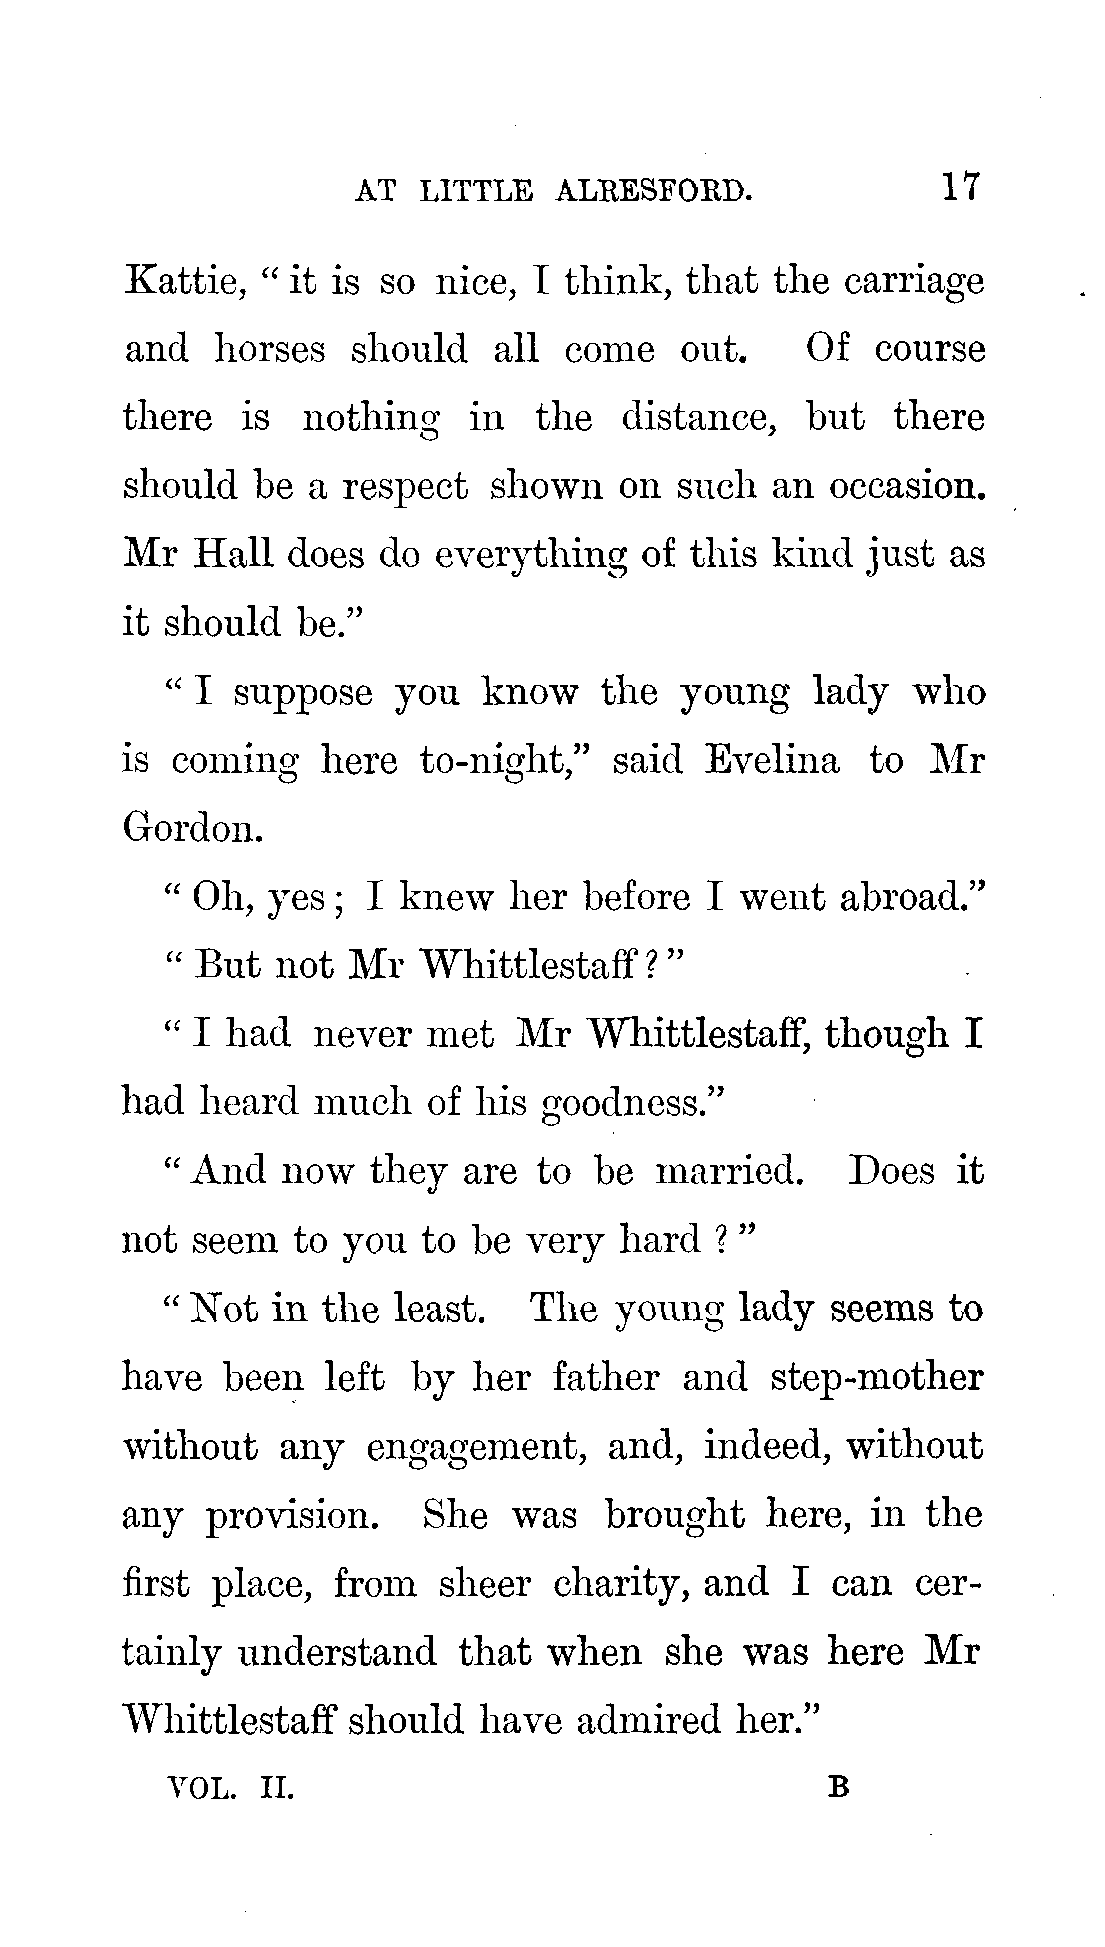 AT LITTLE ALRESFORD. 17
Kattie, “ it is so nice, I think, that the carriage
and horses should all come out. Of course
there is nothing in the distance, but there
should be a respect shown on such an occasion.
Mr Hall does do everything of this kind just as
it should be.”
“ I suppose you know the young lady who
is coming here to-night,” said Evelina to Mr
Gordon.
“ Oh, yes ; I knew her before I went abroad.”
“ But not Mr Whittlestaff ? ”
“ I had never met Mr Whittlestaff, though I
had heard much of his goodness.”
“ And now they are to be married. Does it
not seem to you to be very hard ? ”
“ Not in the least. The young lady seems to
have been left by her father and step-mother
without any engagement, and, indeed, without
any provision. She was brought here, in the
first place, from sheer charity, and I can cer-
tainly understand that when she was here Mr
Whittlestaff should have admired her.”
VOL. II. B